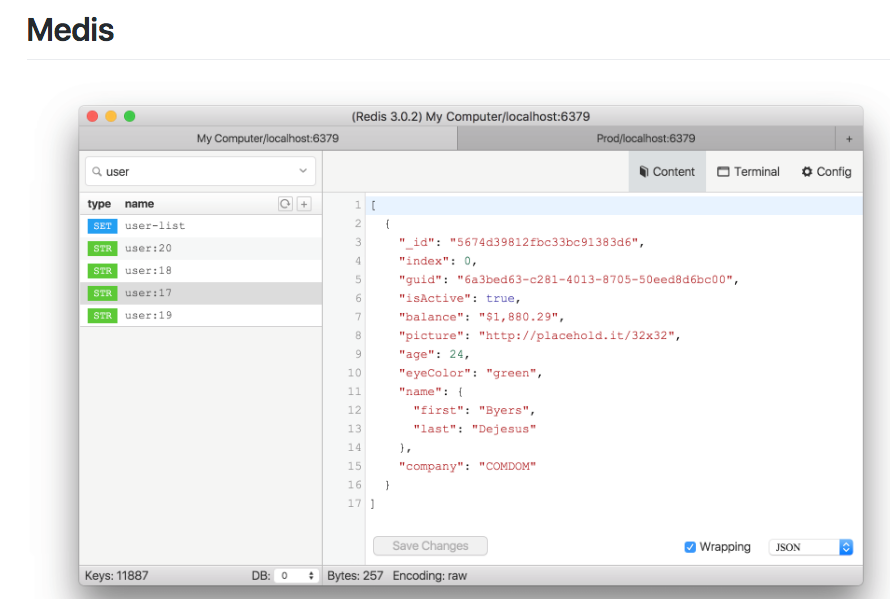 Medis
(Redis 3.0.2) My Computer/localhost:6379
My Computer/localhost:6379 Prod/localhost:6379 +
user Content Terminal Config
type name +
SET user-list
STR user:20
STR user:18
STR user:17
STR user:19
1 [
2 {
3 "_id": "5674d39812fbc33bc91383d6",
4 "index": 0,
5 "guid": "6a3bed63-c281-4013-8705-50eed8d6bc00",
6 "isActive": true,
7 "balance": "$1,880.29",
8 "picture": "http://placehold.it/32x32",
9 "age": 24,
10 "eyeColor": "green",
11 "name": {
12 "first": "Byers",
13 "last": "Dejesus"
14 },
15 "company": "COMDOM"
16 }
17 ]
Save Changes Wrapping JSON
Keys: 11887 DB: 0 Bytes: 257 Encoding: raw